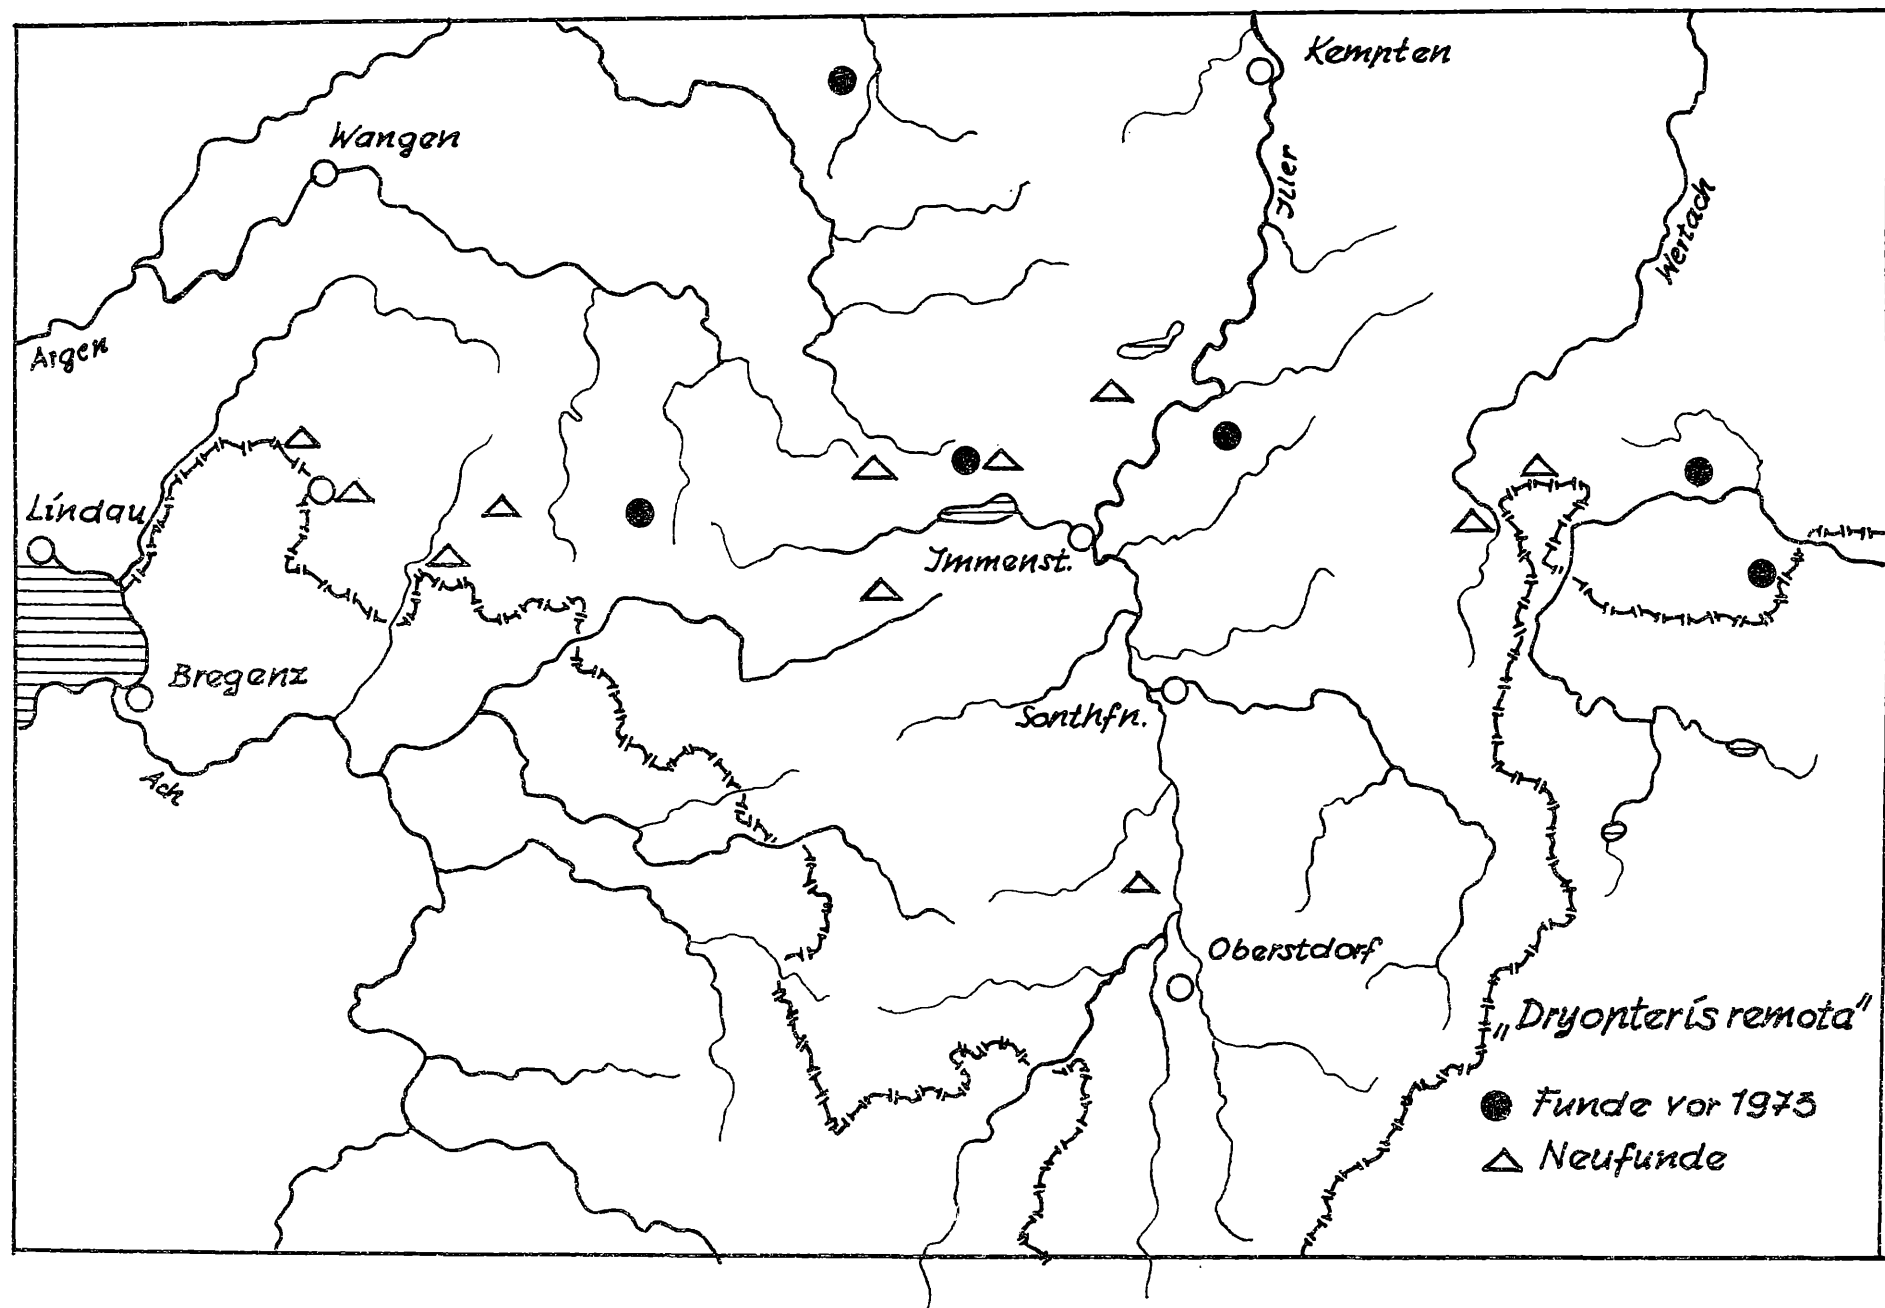 Kempten
Wangen
Iller
Wertach
Argen
Lindau
Immenst.
Bregenz
Sonthfn.
Ach
Oberstdorf
„Dryopteris remota"
Funde vor 1973
Neufunde